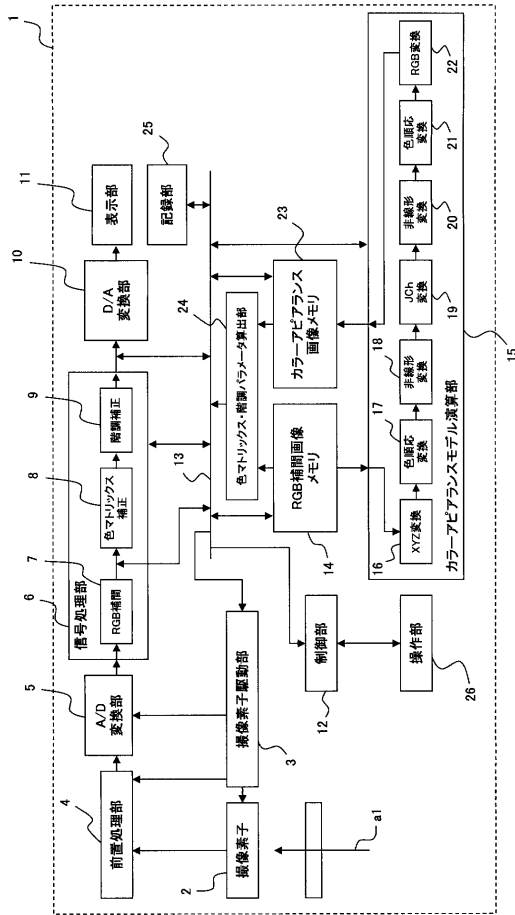 1
2
撮像素子
a1
3
撮像素子駆動部
4
前置処理部
5
A/D
変換部
6
信号処理部
7
RGB補間
8
色マトリックス
補正
9
階調補正
10
D/A
変換部
11
表示部
25
記録部
12
制御部
26
操作部
13
24
色マトリックス・階調パラメータ算出部
14
RGB補間画像
メモリ
23
カラーアピアランス
画像メモリ
15
カラーアピアランスモデル演算部
16
XYZ変換
17
色順応
変換
18
非線形
変換
19
JCh
変換
20
非線形
変換
21
色順応
変換
22
RGB変換